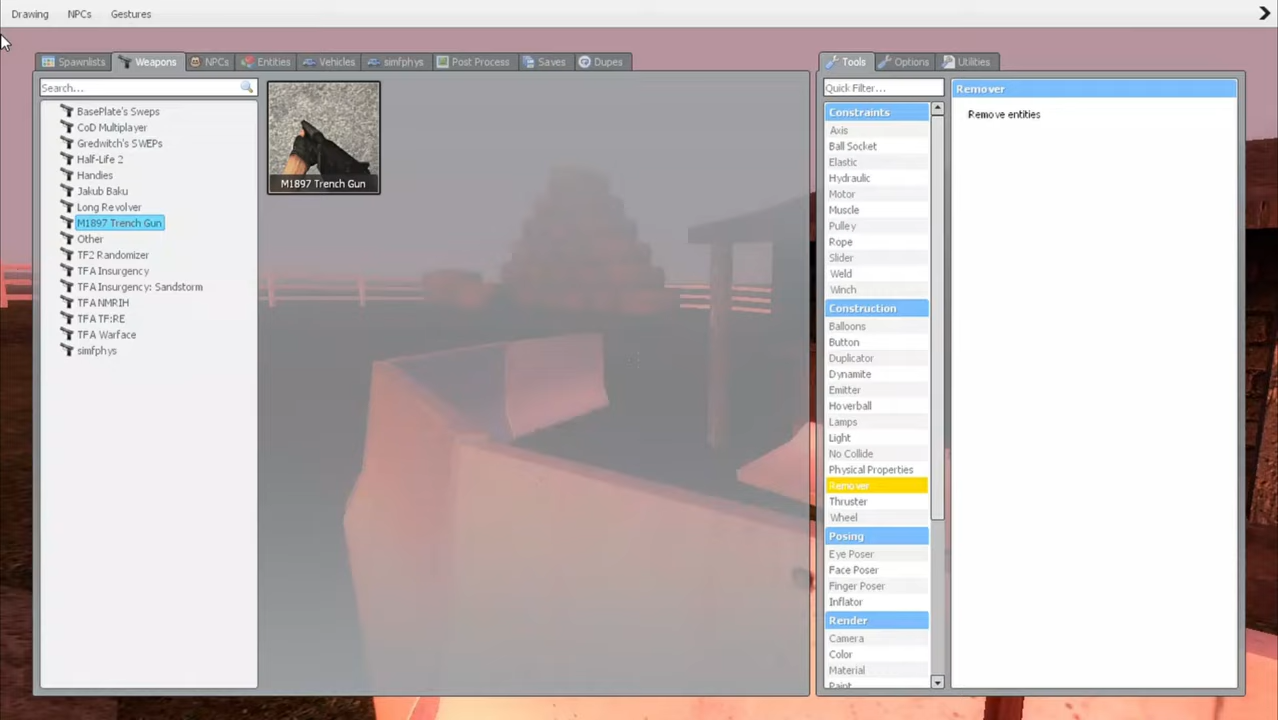 Drawing NPCs Gestures
Spawnlists Weapons NPCs Entities Vehicles simfphys Post Process Saves Dupes
Search...
BasePlate's Sweps
CoD Multiplayer
Gredwitch's SWEPs
Half-Life 2
Handies
Jakub Baku
Long Revolver
M1897 Trench Gun
Other
TF2 Randomizer
TFA Insurgency
TFA Insurgency: Sandstorm
TFA NMRIH
TFA TF:RE
TFA Warface
simfphys
M1897 Trench Gun
Tools Options Utilities
Quick Filter...
Constraints
Axis
Ball Socket
Elastic
Hydraulic
Motor
Muscle
Pulley
Rope
Slider
Weld
Winch
Construction
Balloons
Button
Duplicator
Dynamite
Emitter
Hoverball
Lamps
Light
No Collide
Physical Properties
Remover
Thruster
Wheel
Posing
Eye Poser
Face Poser
Finger Poser
Inflator
Render
Camera
Color
Material
Paint
Remover
Remove entities